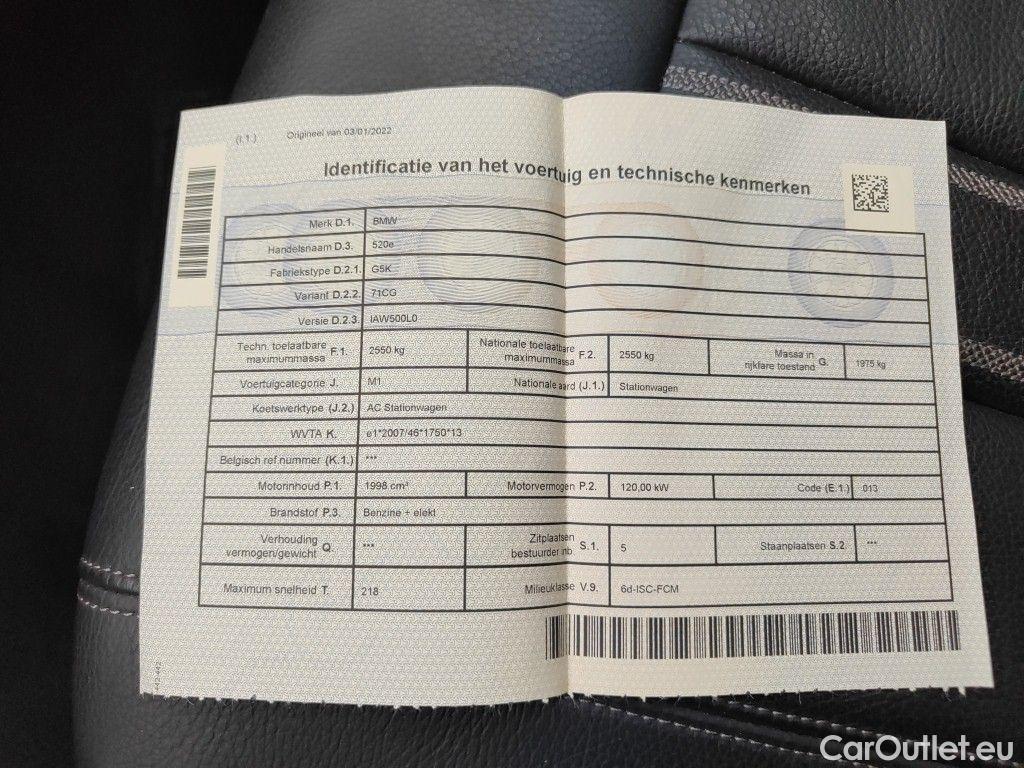 (I.1.) Origineel van 03/01/2022
Identificatie van het voertuig en technische kenmerken
Merk D.1. BMW
Handelsnaam D.3. 520e
Fabriekstype D.2.1. G5K
Variant D.2.2. 71CG
Versie D.2.3. IAW500L0
Techn. toelaatbare maximummassa F.1. 2550 kg Nationale toelaatbare maximummassa F.2. 2550 kg Massa in rijklare toestand G. 1975 kg
Voertuigcategorie J. M1 Nationale aard (J.1.) Stationwagen
Koetswerktype (J.2.) AC Stationwagen
WVTA K. e1*2007/46*1750*13
Belgisch ref nummer (K.1.) ***
Motorinhoud P.1. 1998 cm³ Motorvermogen P.2. 120,00 kW Code (E.1.) 013
Brandstof P.3. Benzine + elekt
Verhouding vermogen/gewicht Q. *** Zitplaatsen bestuurder inb. S.1. 5 Staanplaatsen S.2. ***
Maximum snelheid T. 218 Milieuklasse V.9. 6d-ISC-FCM
CarOutlet.eu